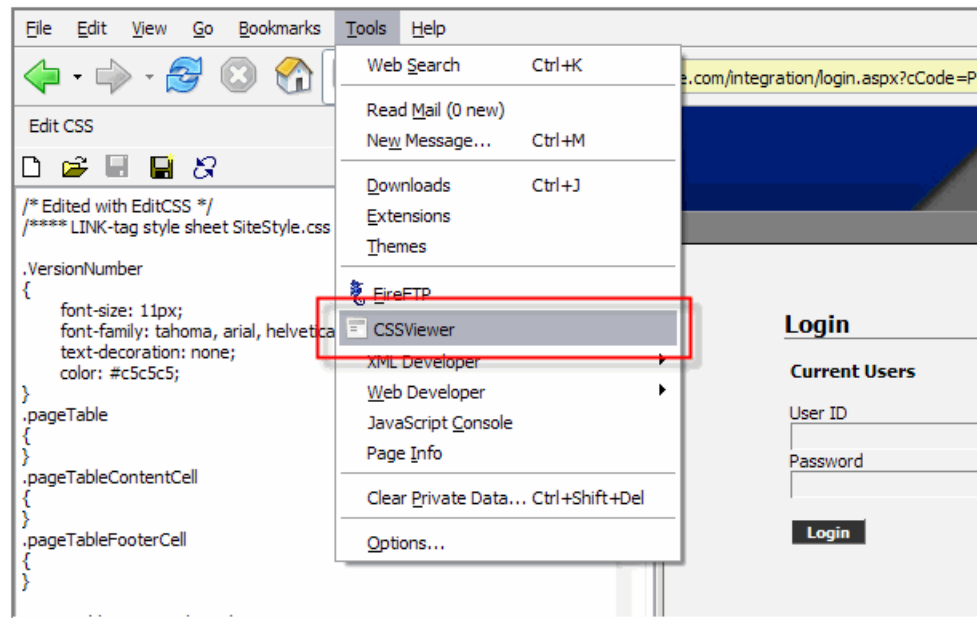 File Edit View Go Bookmarks Tools Help
e.com/integration/login.aspx?cCode=P
Edit CSS
/* Edited with EditCSS */
/**** LINK-tag style sheet SiteStyle.css
.VersionNumber
{
font-size: 11px;
font-family: tahoma, arial, helvetica
text-decoration: none;
color: #c5c5c5;
}
.pageTable
{
}
.pageTableContentCell
{
}
.pageTableFooterCell
{
}
Web Search Ctrl+K
Read Mail (0 new)
New Message... Ctrl+M
Downloads Ctrl+J
Extensions
Themes
FireFTP
CSSViewer
XML Developer
Web Developer
JavaScript Console
Page Info
Clear Private Data... Ctrl+Shift+Del
Options...
Login
Current Users
User ID
Password
Login